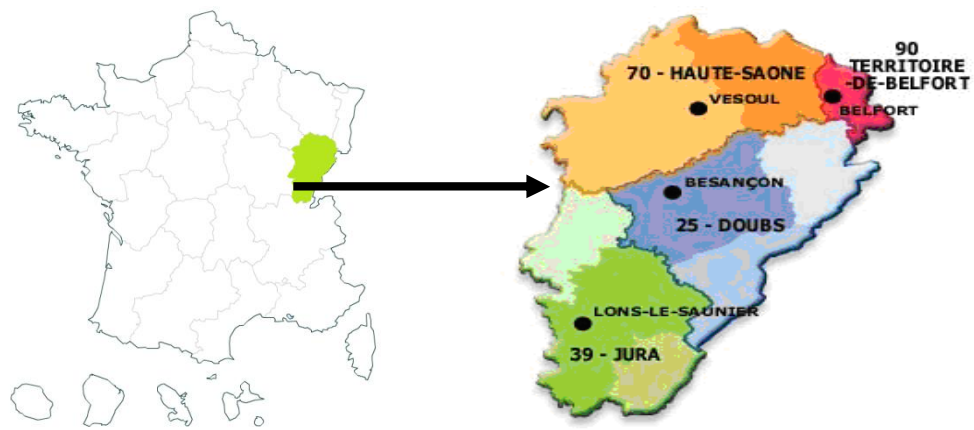 90
TERRITOIRE
-DE-BELFORT
70 - HAUTE-SAONE
VESOUL
BELFORT
BESANÇON
25 - DOUBS
LONS-LE-SAUNIER
39 - JURA